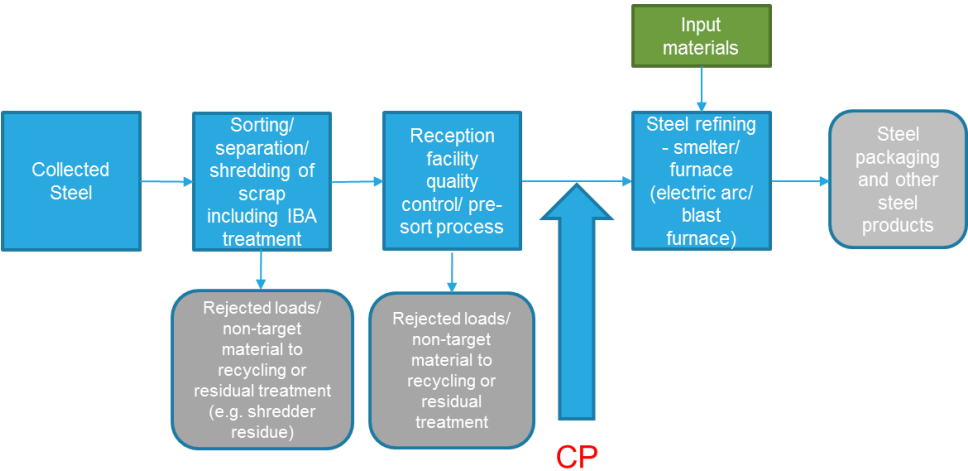 Input
materials
Collected
Steel
Sorting/
separation/
shredding of
scrap
including IBA
treatment
Reception
facility
quality
control/ pre-
sort process
Steel refining
- smelter/
furnace
(electric arc/
blast
furnace)
Steel
packaging
and other
steel
products
Rejected loads/
non-target
material to
recycling or
residual treatment
(e.g. shredder
residue)
Rejected loads/
non-target
material to
recycling or
residual
treatment
CP